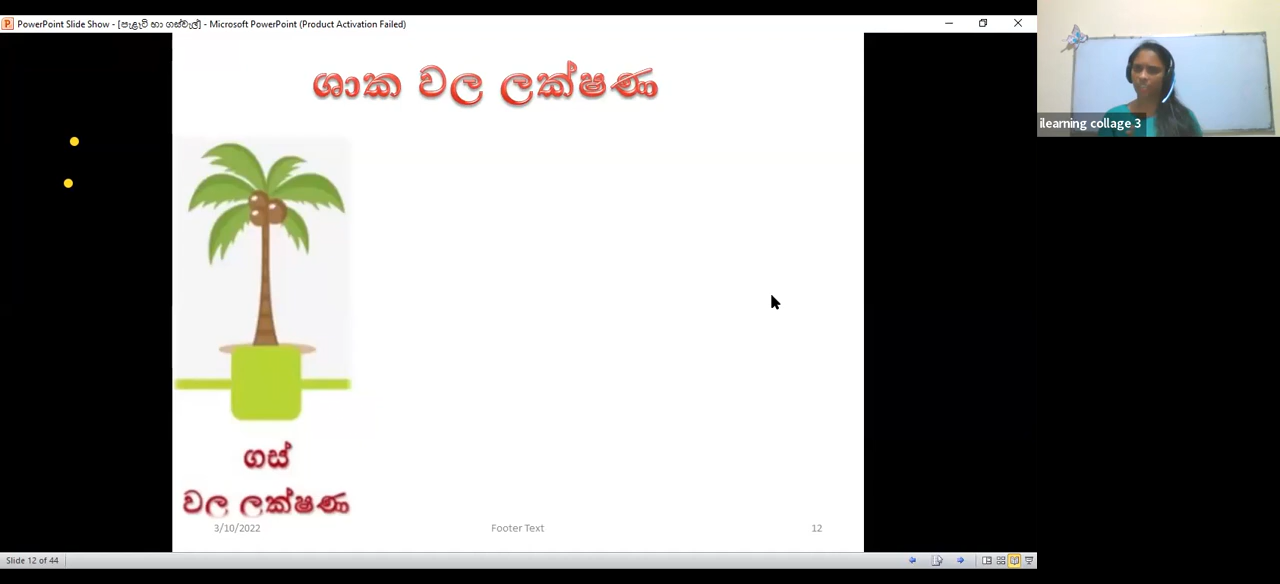 PowerPoint Slide Show - [පැළෑටි හා ගස්වැල්] - Microsoft PowerPoint (Product Activation Failed)
ශාක වල ලක්ෂණ
ilearning collage 3
ගස්
වල ලක්ෂණ
3/10/2022
Footer Text
12
Slide 12 of 44